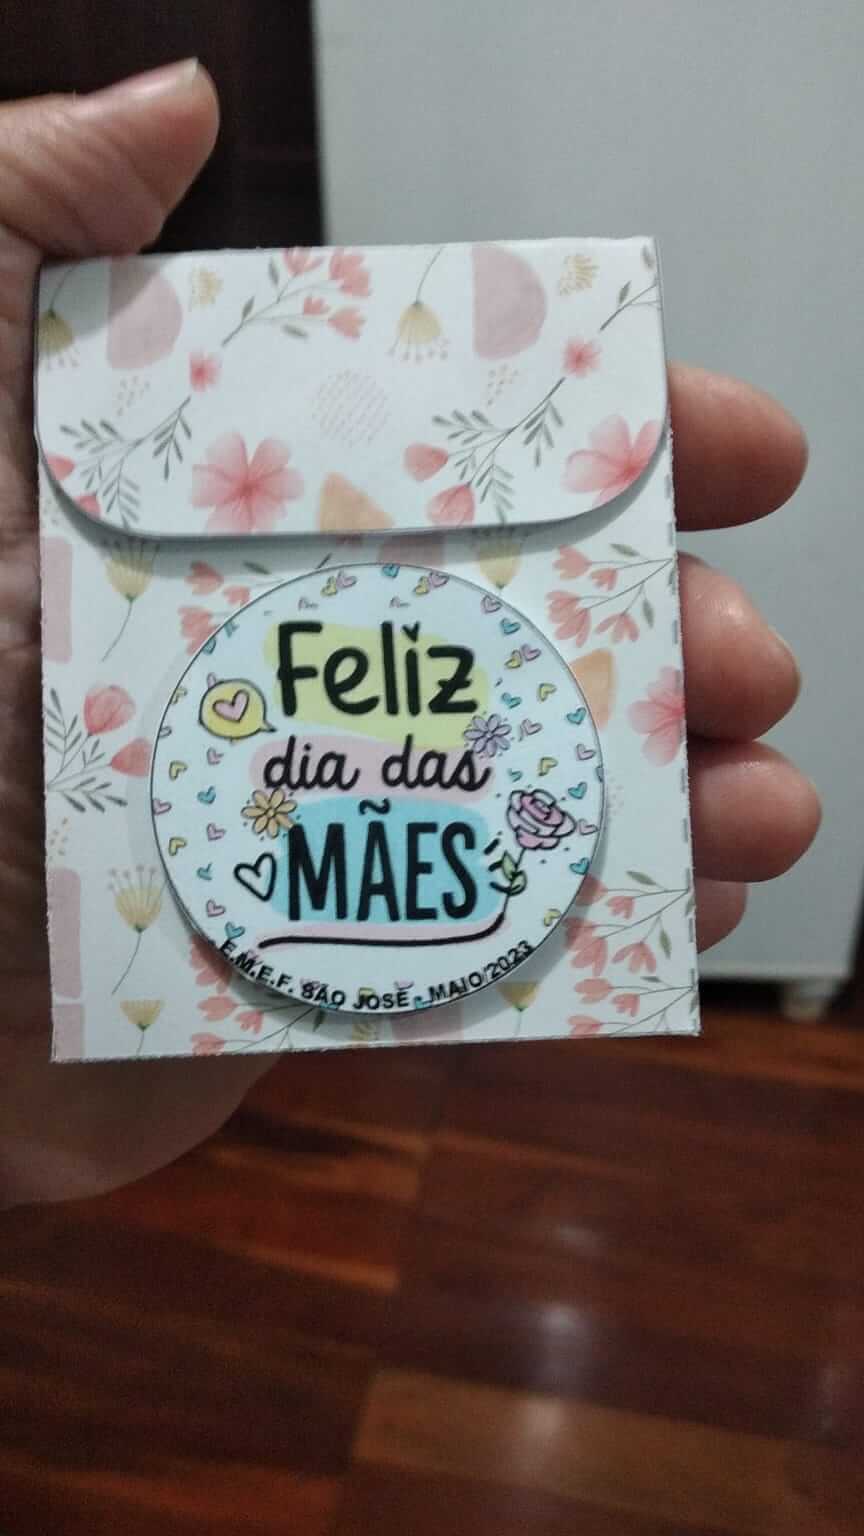 Feliz
dia das
MÃES
E.M.E.F. SÃO JOSÉ - MAIO/2023